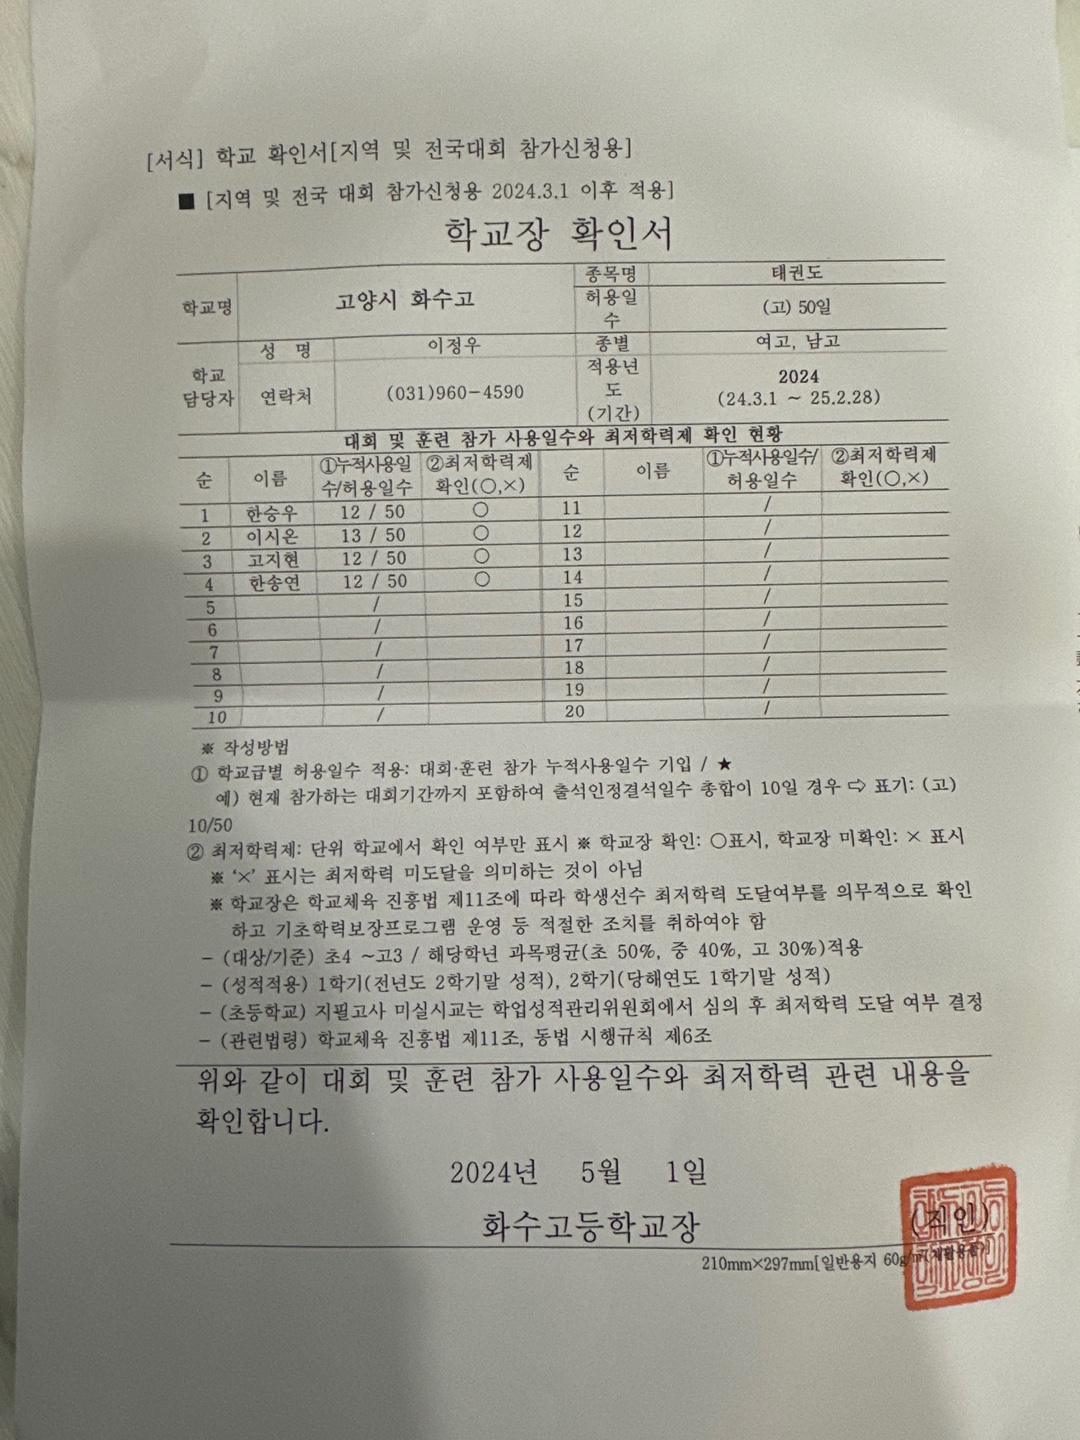 [서식] 학교 확인서[지역 및 전국대회 참가신청용]
■ [지역 및 전국 대회 참가신청용 2024.3.1 이후 적용]
학교장 확인서
학교명 고양시 화수고 종목명 태권도
허용일수 (고) 50일
학교 담당자 성 명 이정우 종별 여고, 남고
연락처 (031)960-4590 적용년도 (기간) 2024 (24.3.1 ~ 25.2.28)
대회 및 훈련 참가 사용일수와 최저학력제 확인 현황
순 이름 ①누적사용일수/허용일수 ②최저학력제 확인(○,×) 순 이름 ①누적사용일수/허용일수 ②최저학력제 확인(○,×)
1 한승우 12 / 50 ○ 11 /
2 이시온 13 / 50 ○ 12 /
3 고지현 12 / 50 ○ 13 /
4 한송연 12 / 50 ○ 14 /
5 / 15 /
6 / 16 /
7 / 17 /
8 / 18 /
9 / 19 /
10 / 20 /
※ 작성방법
① 학교급별 허용일수 적용: 대회·훈련 참가 누적사용일수 기입 / ★
예) 현재 참가하는 대회기간까지 포함하여 출석인정결석일수 총합이 10일 경우 ⇨ 표기: (고)
10/50
② 최저학력제: 단위 학교에서 확인 여부만 표시 ※ 학교장 확인: ○표시, 학교장 미확인: × 표시
※ '×' 표시는 최저학력 미도달을 의미하는 것이 아님
※ 학교장은 학교체육 진흥법 제11조에 따라 학생선수 최저학력 도달여부를 의무적으로 확인
하고 기초학력보장프로그램 운영 등 적절한 조치를 취하여야 함
- (대상/기준) 초4 ~고3 / 해당학년 과목평균(초 50%, 중 40%, 고 30%)적용
- (성적적용) 1학기(전년도 2학기말 성적), 2학기(당해연도 1학기말 성적)
- (초등학교) 지필고사 미실시교는 학업성적관리위원회에서 심의 후 최저학력 도달 여부 결정
- (관련법령) 학교체육 진흥법 제11조, 동법 시행규칙 제6조
위와 같이 대회 및 훈련 참가 사용일수와 최저학력 관련 내용을
확인합니다.
2024년 5월 1일
화수고등학교장 (직인)
210mm×297mm[일반용지 60g/㎡(재활용품)]